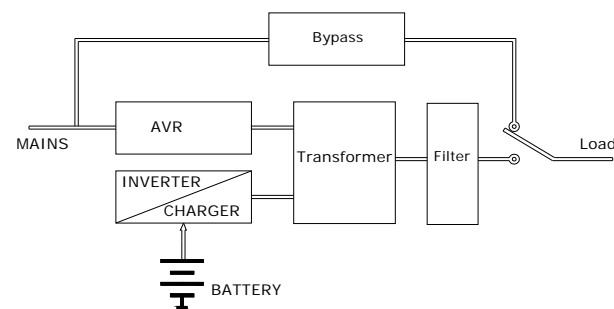 Bypass
MAINS
AVR
Transformer
Filter
Load
INVERTER
CHARGER
BATTERY